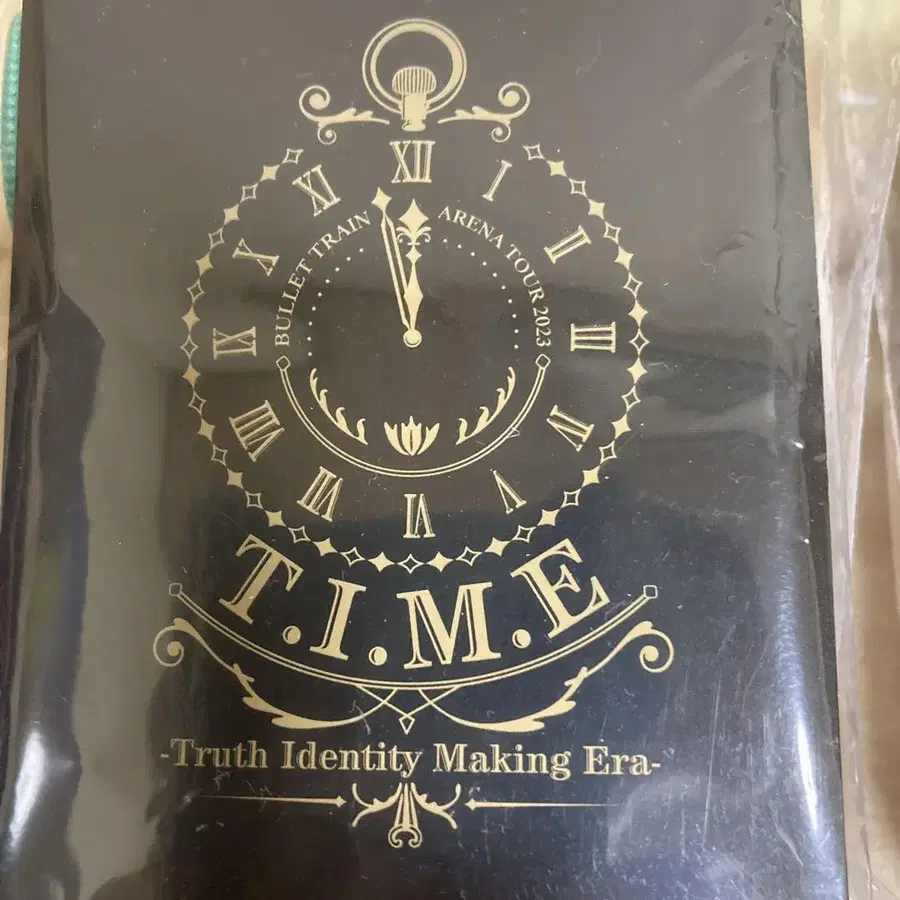 XII
I
II
III
IV
V
VI
VII
VIII
IX
X
XI
BULLET TRAIN ARENA TOUR 2023
T.I.M.E
-Truth Identity Making Era-